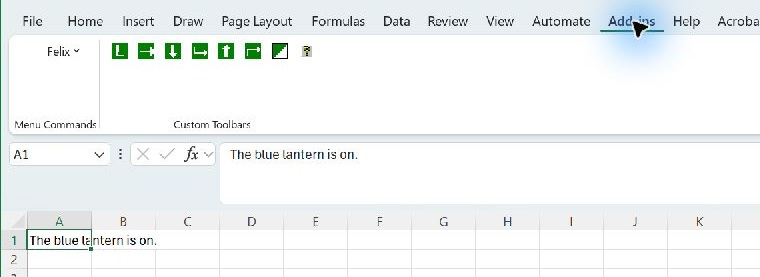 File Home Insert Draw Page Layout Formulas Data Review View Automate Add-ins Help Acroba
Felix
L
?
Menu Commands Custom Toolbars
A1 fx The blue lantern is on.
A B C D E F G H I J K
1 The blue lantern is on.
2